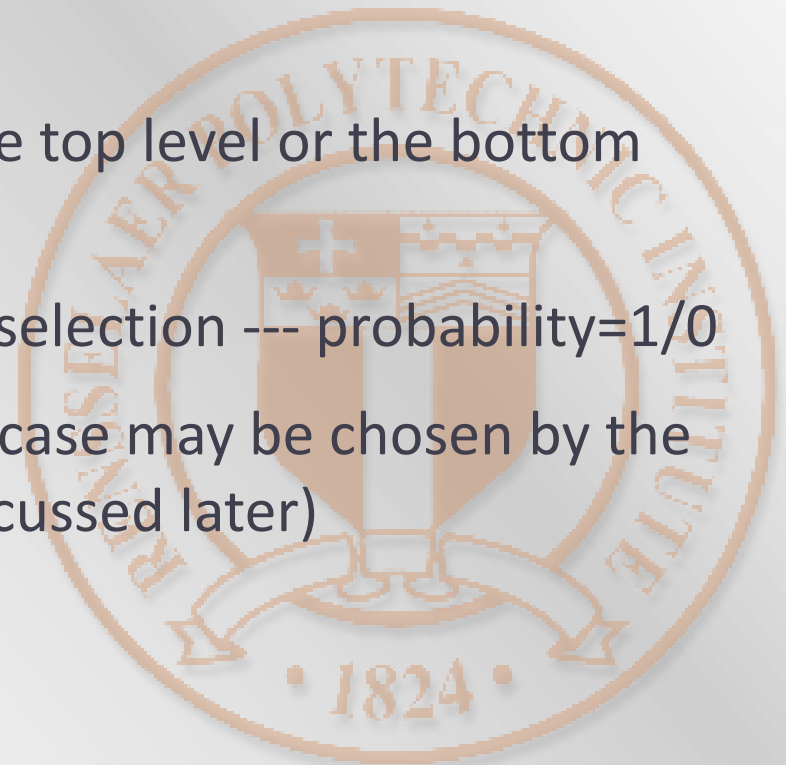 e top level or the bottom
selection --- probability=1/0
case may be chosen by the
cussed later)
RENSSELAER POLYTECHNIC INSTITUTE
• 1824 •